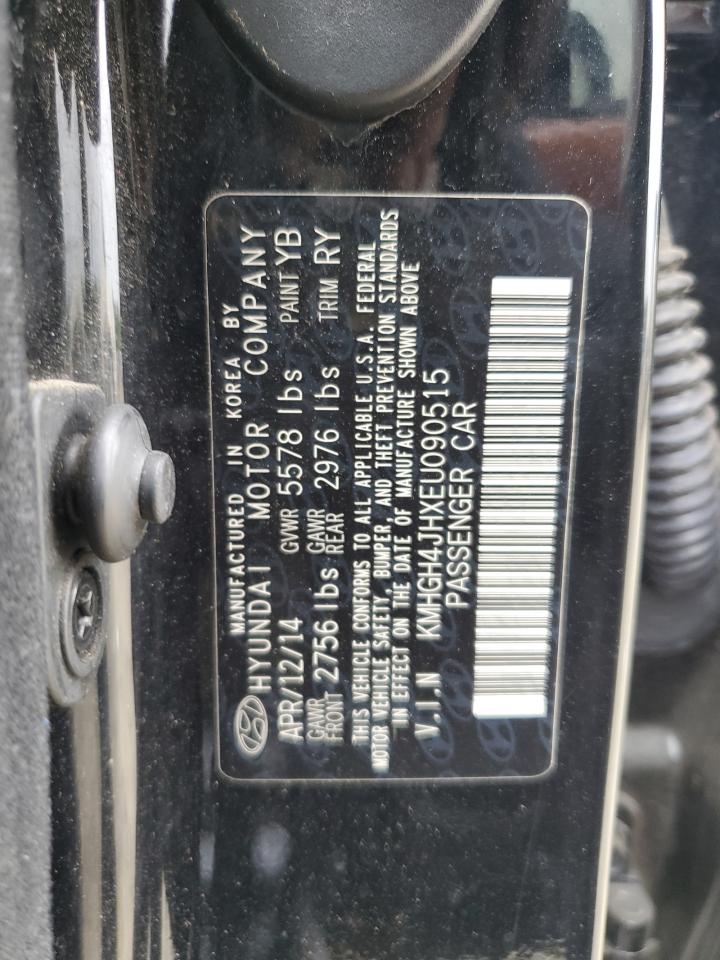 MANUFACTURED IN KOREA BY
HYUNDAI MOTOR COMPANY
APR/12/14 GVWR 5578 lbs PAINT YB
GAWR FRONT 2756 lbs GAWR REAR 2976 lbs TRIM RY
THIS VEHICLE CONFORMS TO ALL APPLICABLE U.S.A. FEDERAL
MOTOR VEHICLE SAFETY, BUMPER, AND THEFT PREVENTION STANDARDS
IN EFFECT ON THE DATE OF MANUFACTURE SHOWN ABOVE
V.I.N KMHGH4JHXEU090515
PASSENGER CAR